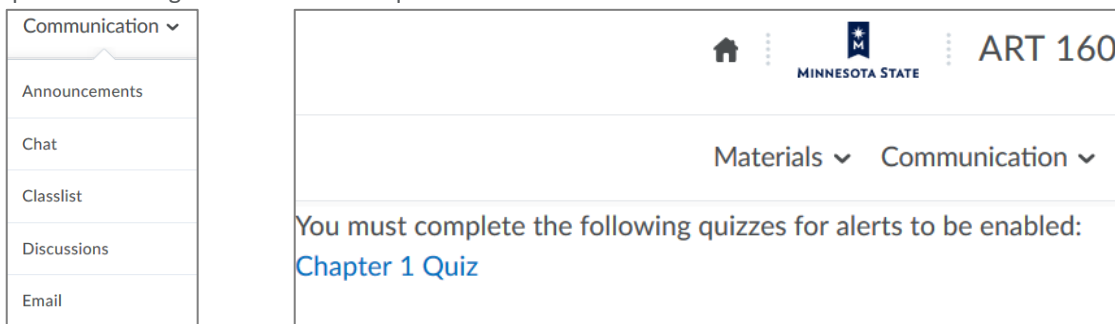 Communication
Announcements
Chat
Classlist
Discussions
Email
M
MINNESOTA STATE
ART 160
Materials
Communication
You must complete the following quizzes for alerts to be enabled:
Chapter 1 Quiz